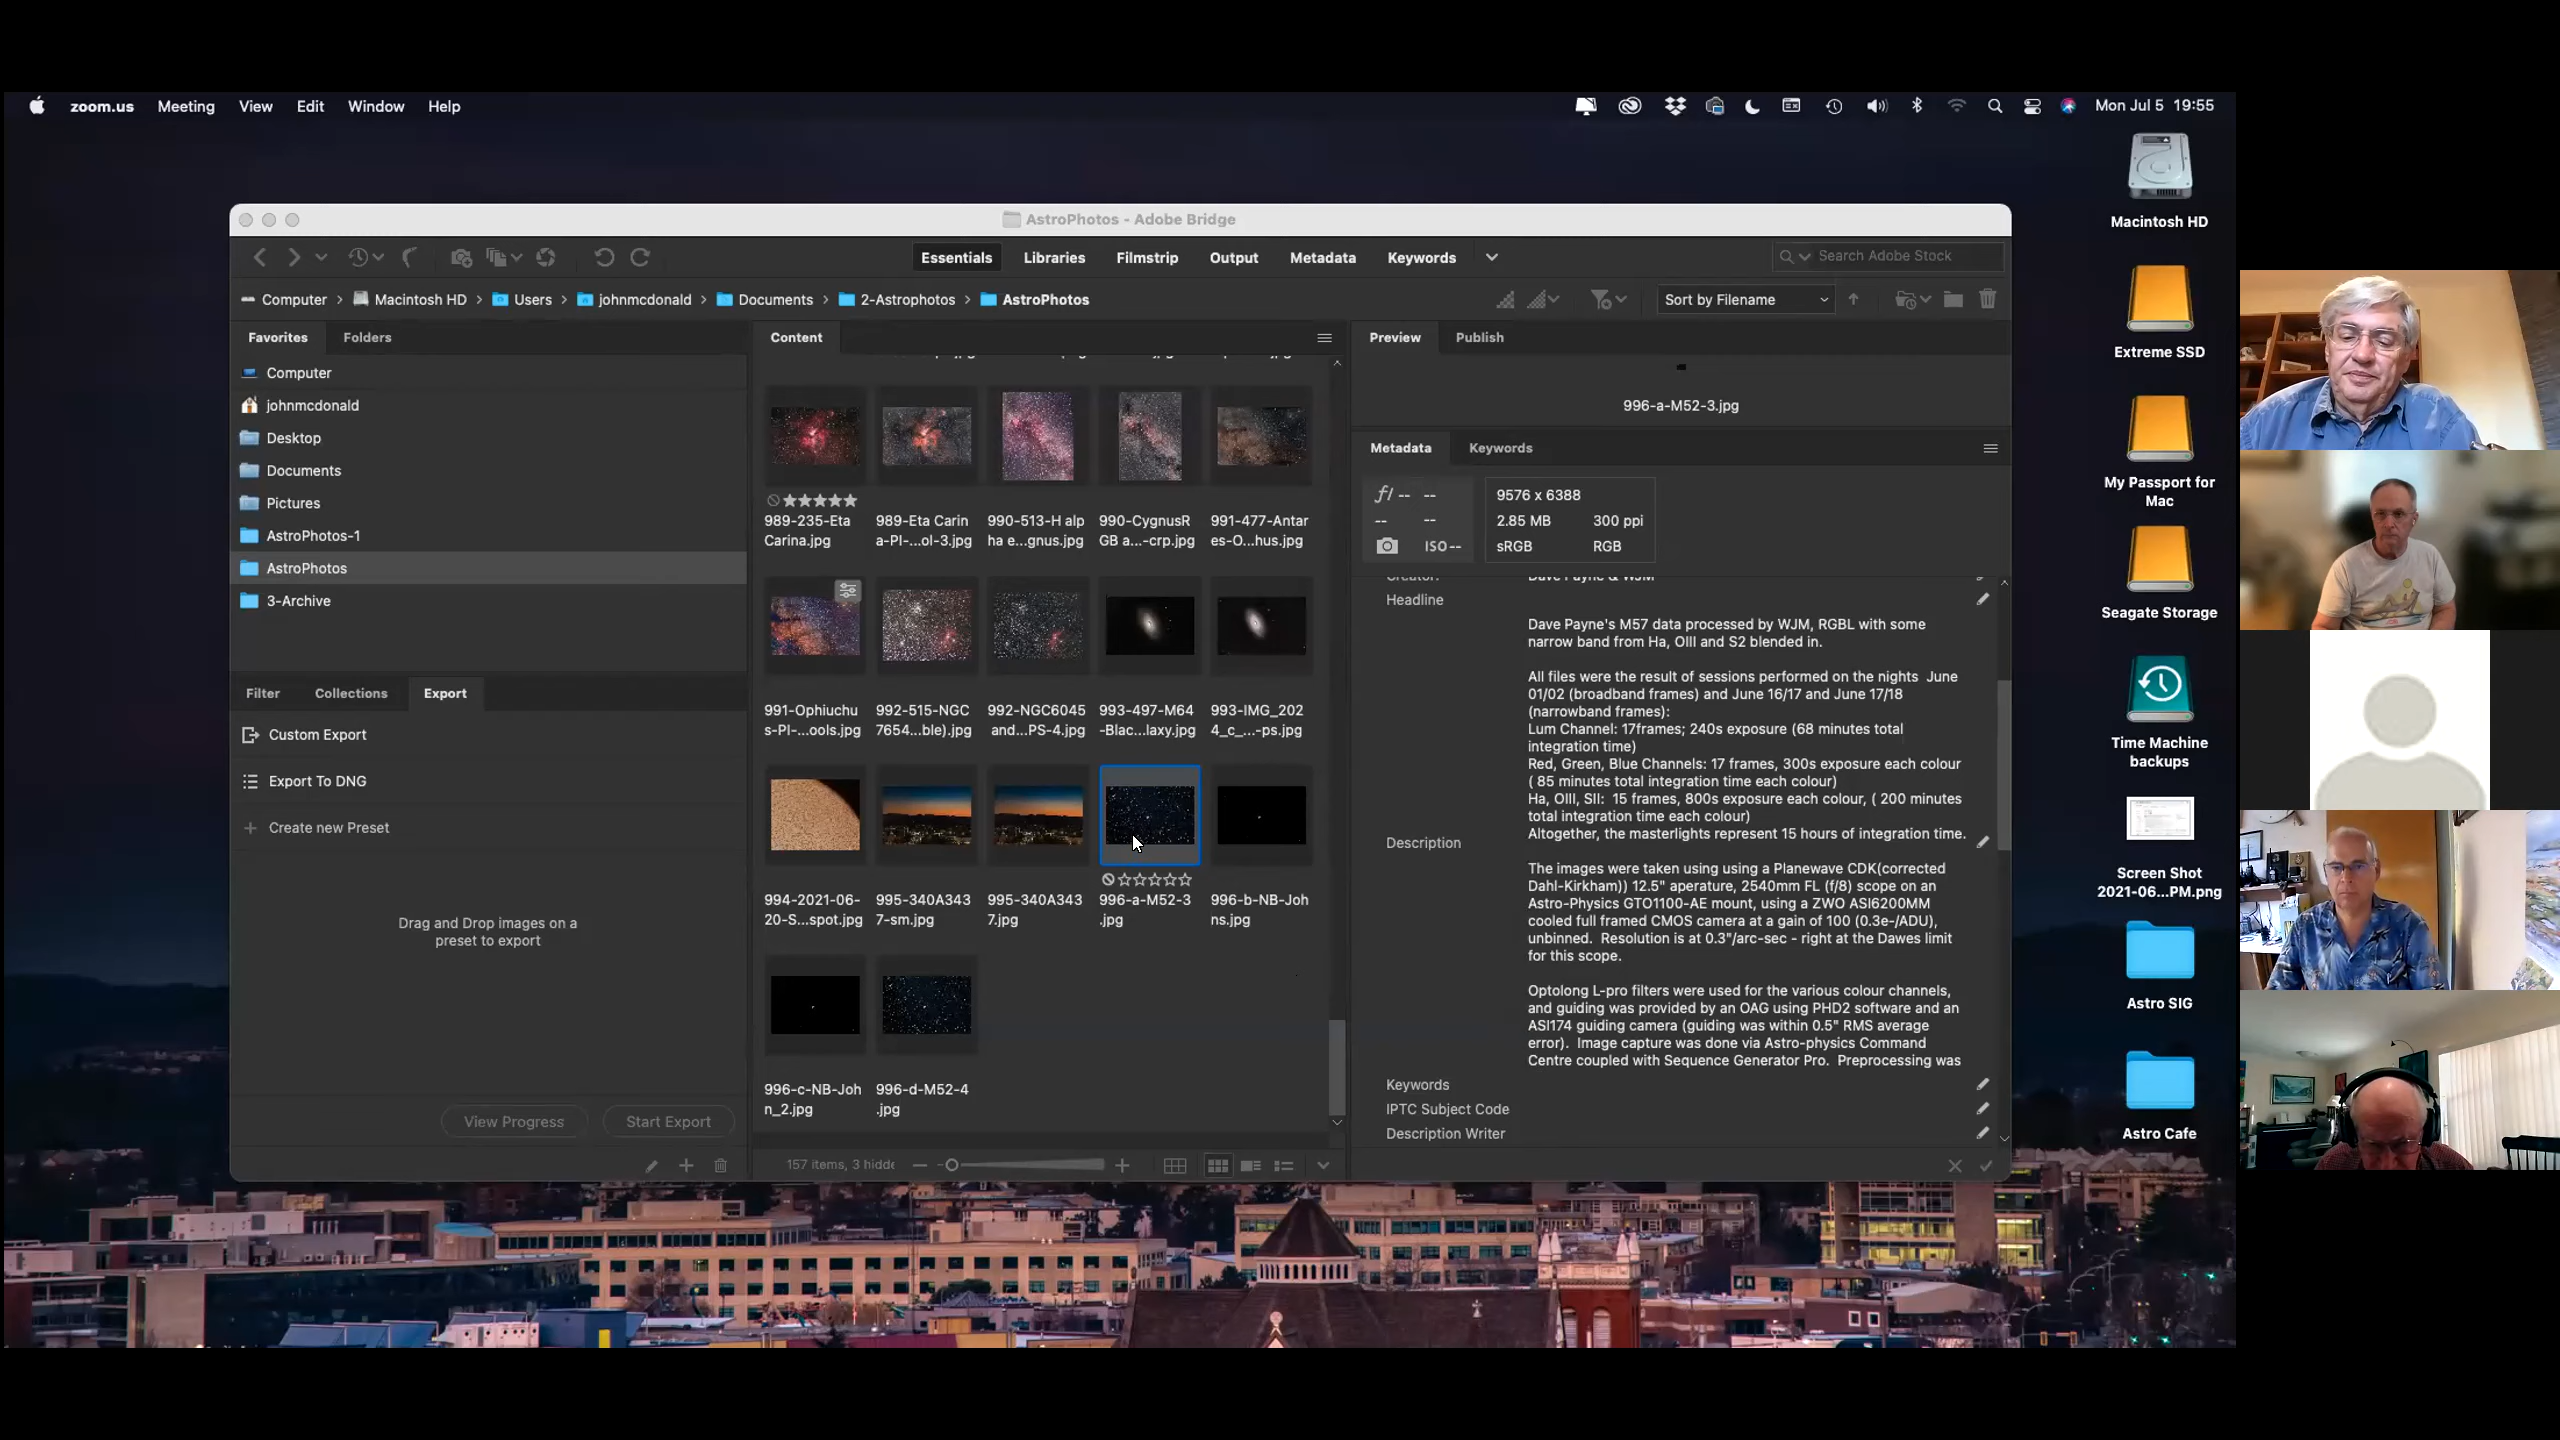 zoom.us Meeting View Edit Window Help
Mon Jul 5 19:55
AstroPhotos - Adobe Bridge
Essentials Libraries Filmstrip Output Metadata Keywords
Search Adobe Stock
Computer Macintosh HD Users johnmcdonald Documents 2-Astrophotos AstroPhotos
Sort by Filename
Favorites Folders
Computer
johnmcdonald
Desktop
Documents
Pictures
AstroPhotos-1
AstroPhotos
3-Archive
Filter Collections Export
Custom Export
Export To DNG
Create new Preset
Drag and Drop images on a
preset to export
View Progress Start Export
Content
989-235-Eta
Carina.jpg
989-Eta Carin
a-PI-...ol-3.jpg
990-513-H alp
ha e...gnus.jpg
990-CygnusR
GB a...-crp.jpg
991-477-Antar
es-O...hus.jpg
991-Ophiuchu
s-PI-...ools.jpg
992-515-NGC
7654...ble).jpg
992-NGC6045
and...PS-4.jpg
993-497-M64
-Blac...laxy.jpg
993-IMG_202
4_c_...-ps.jpg
994-2021-06-
20-S...spot.jpg
995-340A343
7-sm.jpg
995-340A343
7.jpg
996-a-M52-3
.jpg
996-b-NB-Joh
ns.jpg
996-c-NB-Joh
n_2.jpg
996-d-M52-4
.jpg
157 items, 3 hidde
Preview Publish
996-a-M52-3.jpg
Metadata Keywords
f/ -- --
-- --
ISO --
9576 x 6388
2.85 MB 300 ppi
sRGB RGB
Creator: Dave Payne & WJM
Headline
Description
Dave Payne's M57 data processed by WJM, RGBL with some
narrow band from Ha, OIII and S2 blended in.
All files were the result of sessions performed on the nights June
01/02 (broadband frames) and June 16/17 and June 17/18
(narrowband frames):
Lum Channel: 17frames; 240s exposure (68 minutes total
integration time)
Red, Green, Blue Channels: 17 frames, 300s exposure each colour
( 85 minutes total integration time each colour)
Ha, OIII, SII: 15 frames, 800s exposure each colour, ( 200 minutes
total integration time each colour)
Altogether, the masterlights represent 15 hours of integration time.
The images were taken using using a Planewave CDK(corrected
Dahl-Kirkham)) 12.5" aperature, 2540mm FL (f/8) scope on an
Astro-Physics GTO1100-AE mount, using a ZWO ASI6200MM
cooled full framed CMOS camera at a gain of 100 (0.3e-/ADU),
unbinned. Resolution is at 0.3"/arc-sec - right at the Dawes limit
for this scope.
Optolong L-pro filters were used for the various colour channels,
and guiding was provided by an OAG using PHD2 software and an
ASI174 guiding camera (guiding was within 0.5" RMS average
error). Image capture was done via Astro-physics Command
Centre coupled with Sequence Generator Pro. Preprocessing was
Keywords
IPTC Subject Code
Description Writer
Macintosh HD
Extreme SSD
My Passport for
Mac
Seagate Storage
Time Machine
backups
Screen Shot
2021-06...PM.png
Astro SIG
Astro Cafe